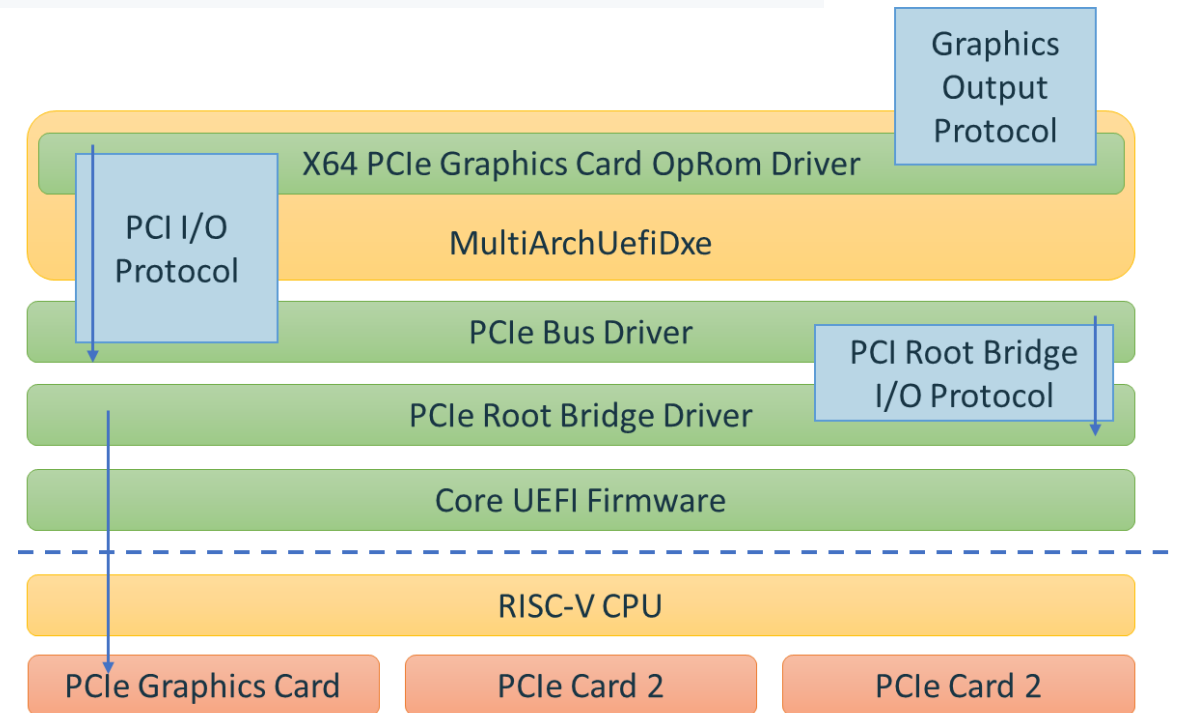 Graphics
Output
Protocol
X64 PCIe Graphics Card OpRom Driver
PCI I/O
Protocol
MultiArchUefiDxe
PCIe Bus Driver
PCI Root Bridge
I/O Protocol
PCIe Root Bridge Driver
Core UEFI Firmware
RISC-V CPU
PCIe Graphics Card
PCIe Card 2
PCIe Card 2